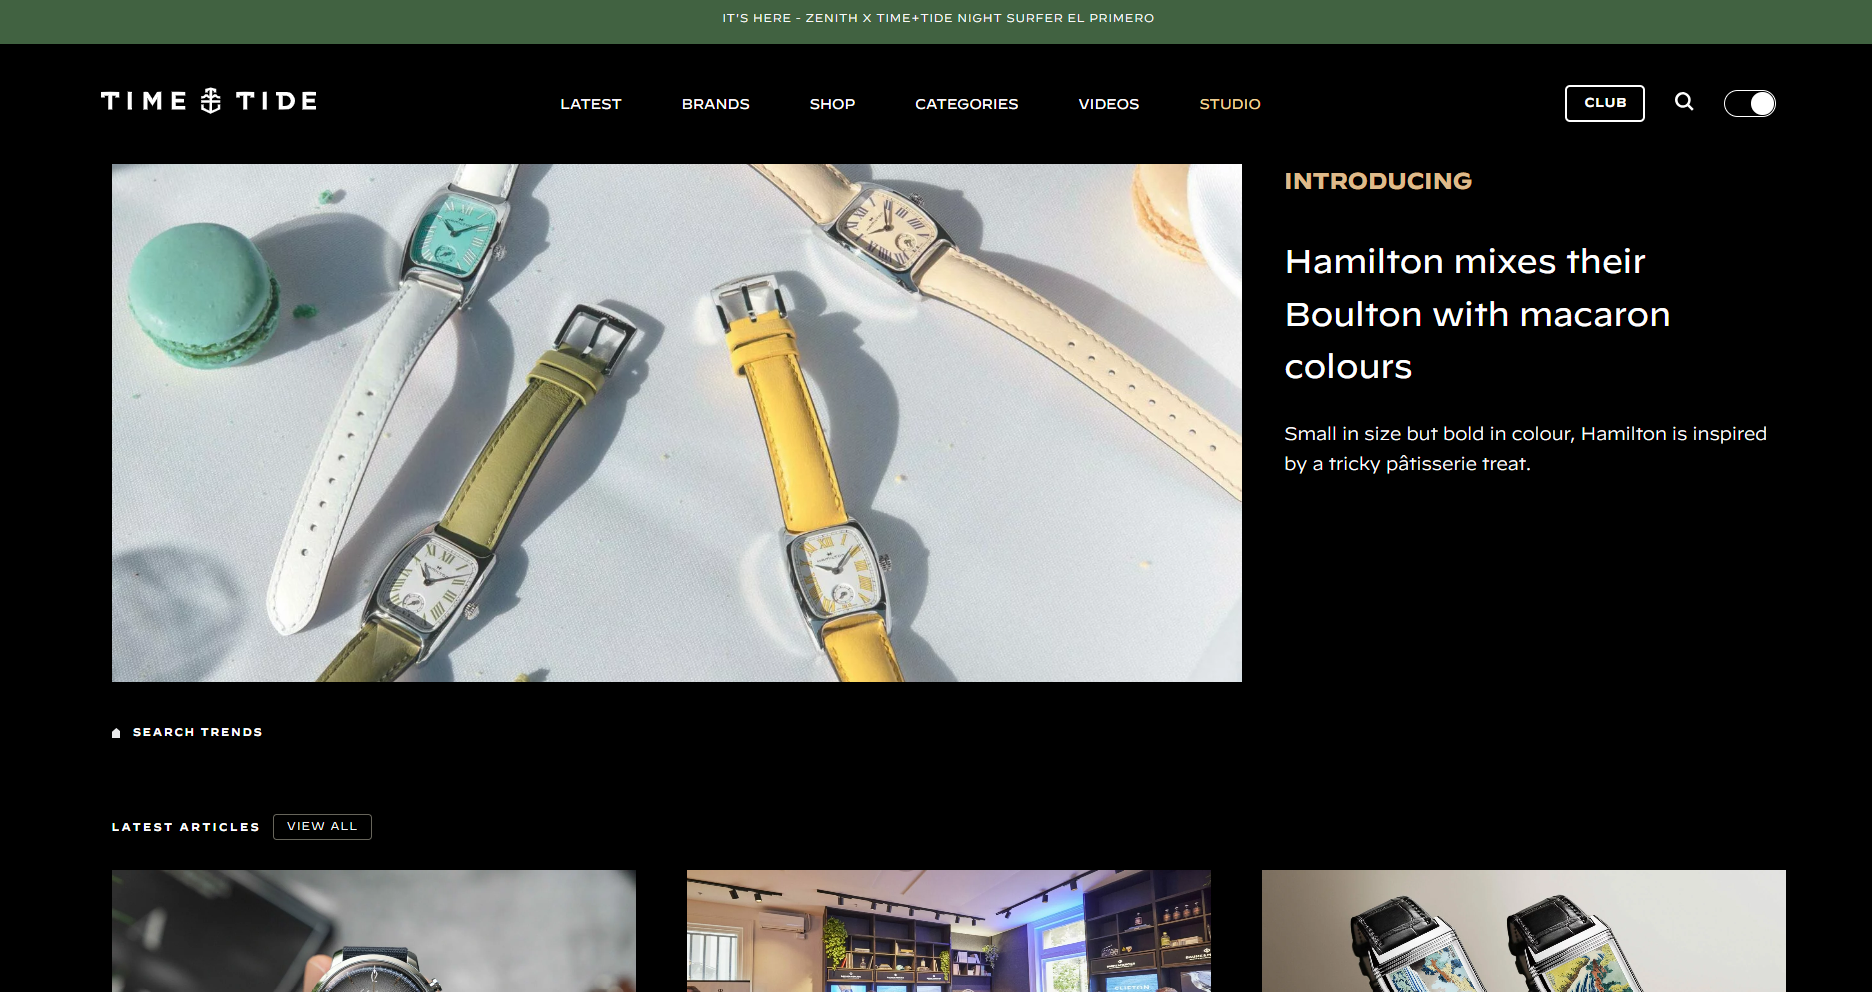 IT'S HERE - ZENITH X TIME+TIDE NIGHT SURFER EL PRIMERO
TIME TIDE
LATEST
BRANDS
SHOP
CATEGORIES
VIDEOS
STUDIO
CLUB
INTRODUCING
Hamilton mixes their
Boulton with macaron
colours
Small in size but bold in colour, Hamilton is inspired
by a tricky pâtisserie treat.
SEARCH TRENDS
LATEST ARTICLES
VIEW ALL